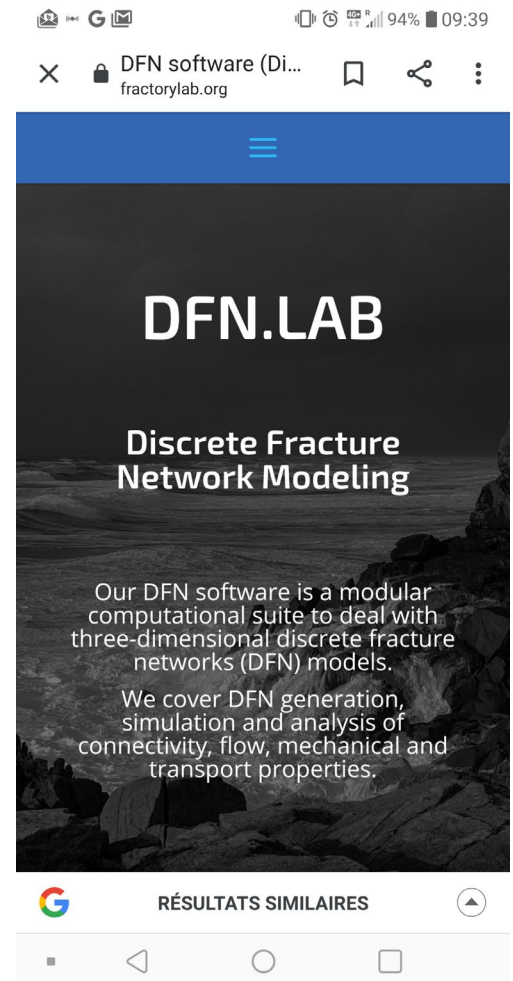 4G+ R 94% 09:39
DFN software (Di...
fractorylab.org
DFN.LAB
Discrete Fracture
Network Modeling
Our DFN software is a modular
computational suite to deal with
three-dimensional discrete fracture
networks (DFN) models.
We cover DFN generation,
simulation and analysis of
connectivity, flow, mechanical and
transport properties.
RÉSULTATS SIMILAIRES